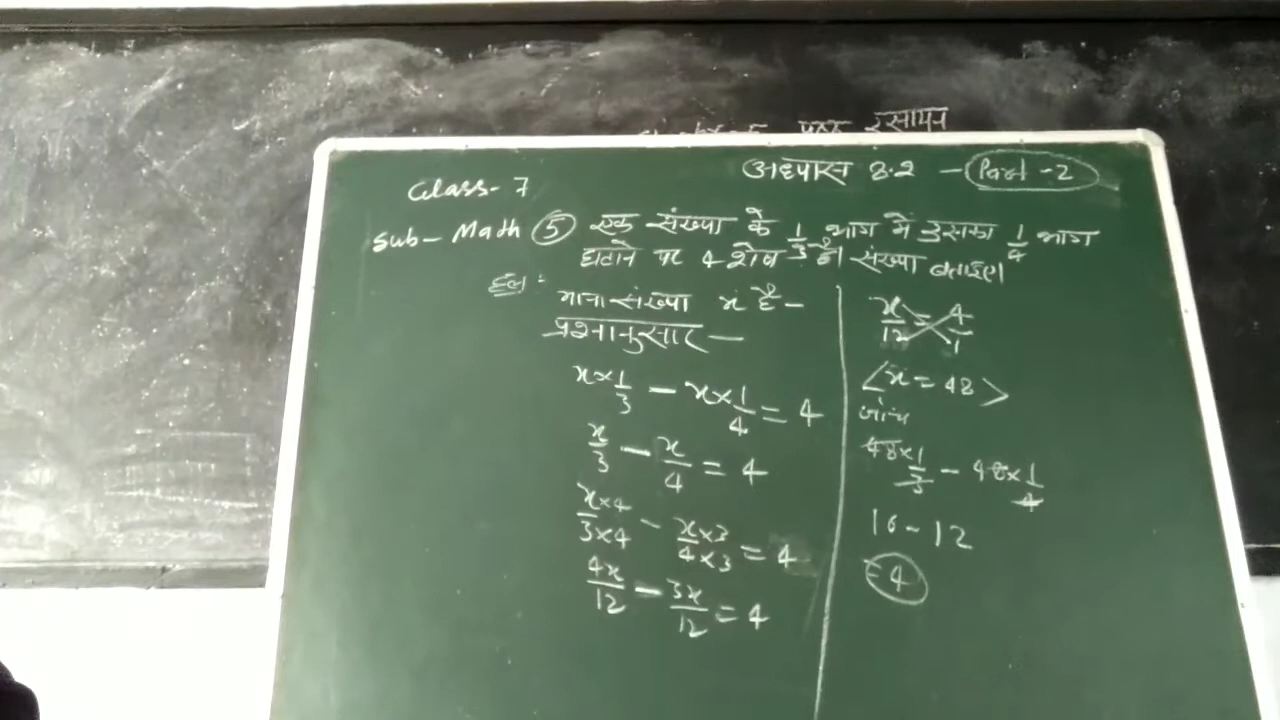 रसायन
Class-7
अभ्यास 8.2 - Part-2
Sub- Math ⑤ एक संख्या के 1/3 भाग में उसका 1/4 भाग
घटाने पर 4 शेष है। संख्या बताइए।
हल:
माना संख्या x है -
प्रश्नानुसार -
x×1/3 - x×1/4 = 4
x/3 - x/4 = 4
x×4/3×4 - x×3/4×3 = 4
4x/12 - 3x/12 = 4
x/12 = 4/1
<x = 48>
जांच
48×1/3 - 48×1/4
16-12
=4